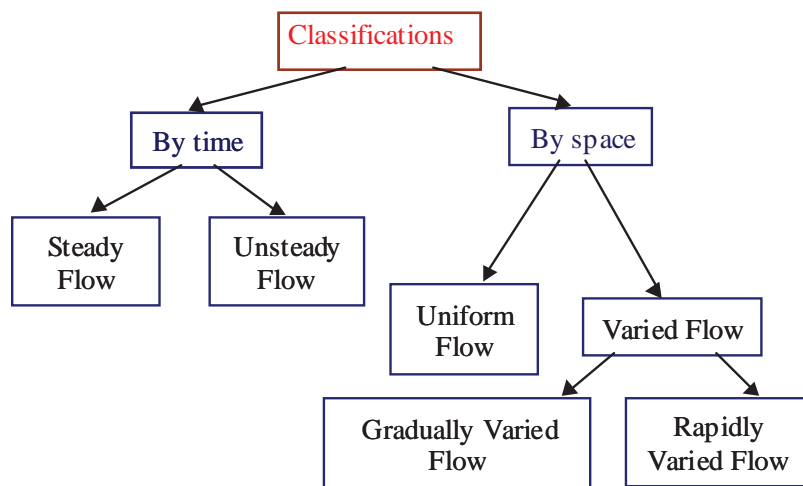 Classifications
By time
By space
Steady
Flow
Unsteady
Flow
Uniform
Flow
Varied Flow
Gradually Varied
Flow
Rapidly
Varied Flow